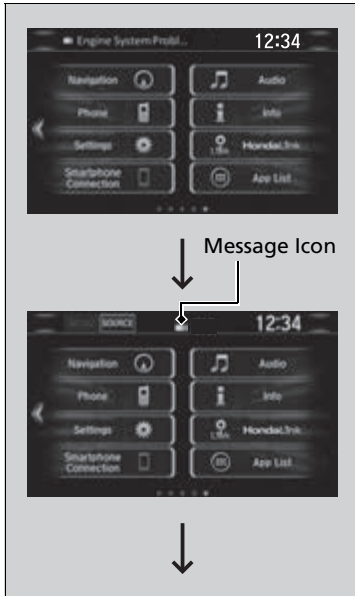 Engine System Probl...
12:34
Navigation
Audio
Phone
Info
Settings
HondaLink
Smartphone
Connection
App List
Message Icon
SOURCE
12:34
Navigation
Audio
Phone
Info
Settings
HondaLink
Smartphone
Connection
App List